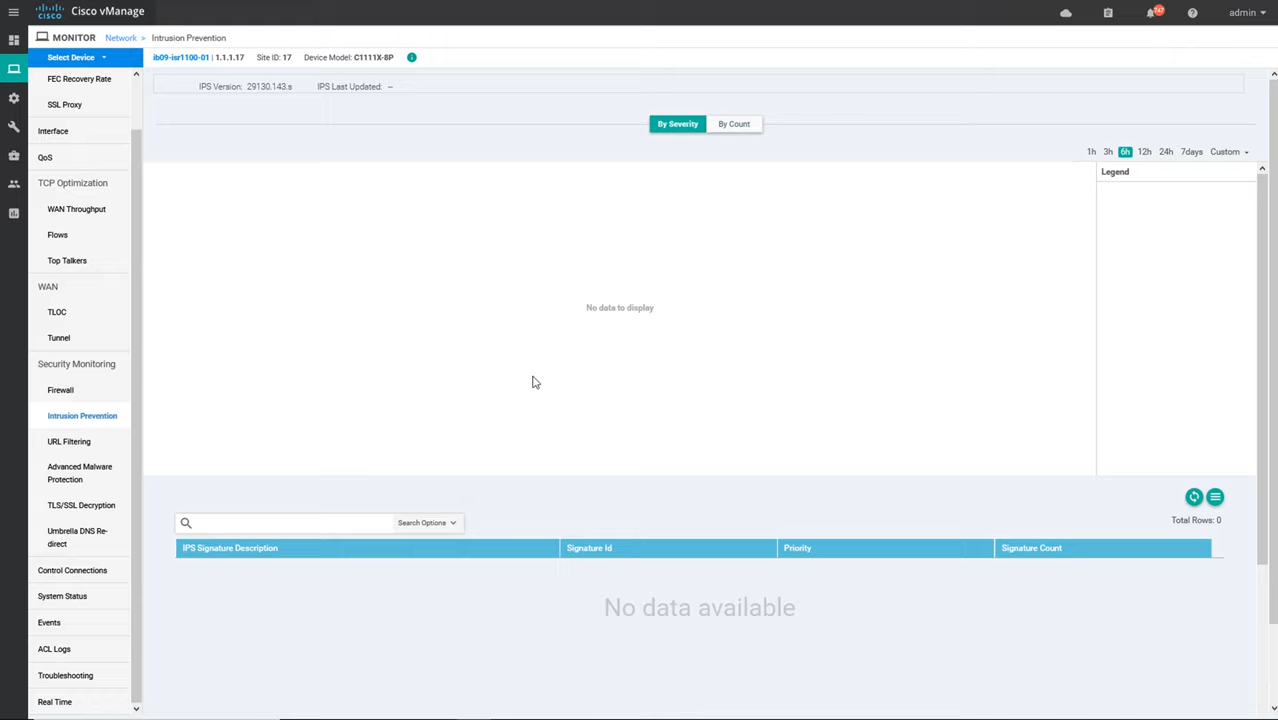 CISCO
Cisco vManage
747
admin
MONITOR
Network > Intrusion Prevention
Select Device
ib09-isr1100-01 | 1.1.1.17 Site ID: 17 Device Model: C1111X-8P
FEC Recovery Rate
SSL Proxy
Interface
QoS
TCP Optimization
WAN Throughput
Flows
Top Talkers
WAN
TLOC
Tunnel
Security Monitoring
Firewall
Intrusion Prevention
URL Filtering
Advanced Malware
Protection
TLS/SSL Decryption
Umbrella DNS Re-
direct
Control Connections
System Status
Events
ACL Logs
Troubleshooting
Real Time
IPS Version: 29130.143.s IPS Last Updated: --
By Severity By Count
1h 3h 6h 12h 24h 7days Custom
Legend
No data to display
Search Options
Total Rows: 0
IPS Signature Description Signature Id Priority Signature Count
No data available